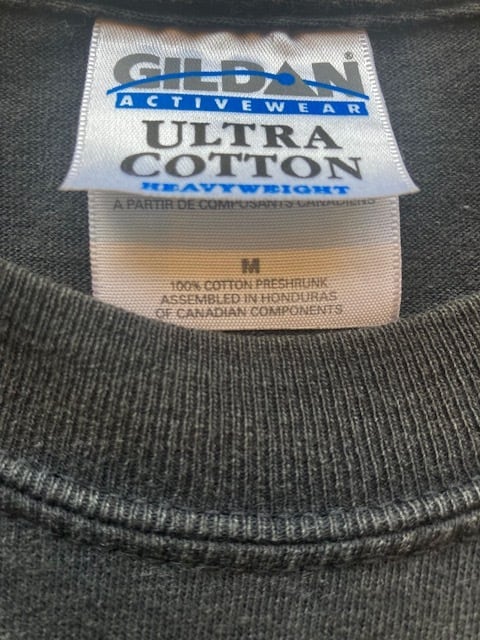 GILDAN®
ACTIVEWEAR
ULTRA
COTTON
HEAVYWEIGHT
A PARTIR DE COMPOSANTS CANADIENS
M
100% COTTON PRESHRUNK
ASSEMBLED IN HONDURAS
OF CANADIAN COMPONENTS